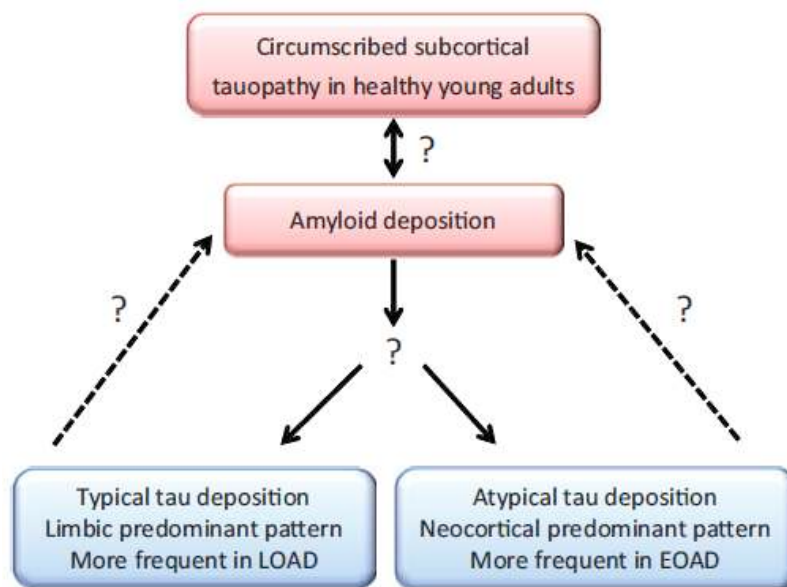 Circumscribed subcortical
tauopathy in healthy young adults
?
Amyloid deposition
?
?
?
Typical tau deposition
Limbic predominant pattern
More frequent in LOAD
Atypical tau deposition
Neocortical predominant pattern
More frequent in EOAD